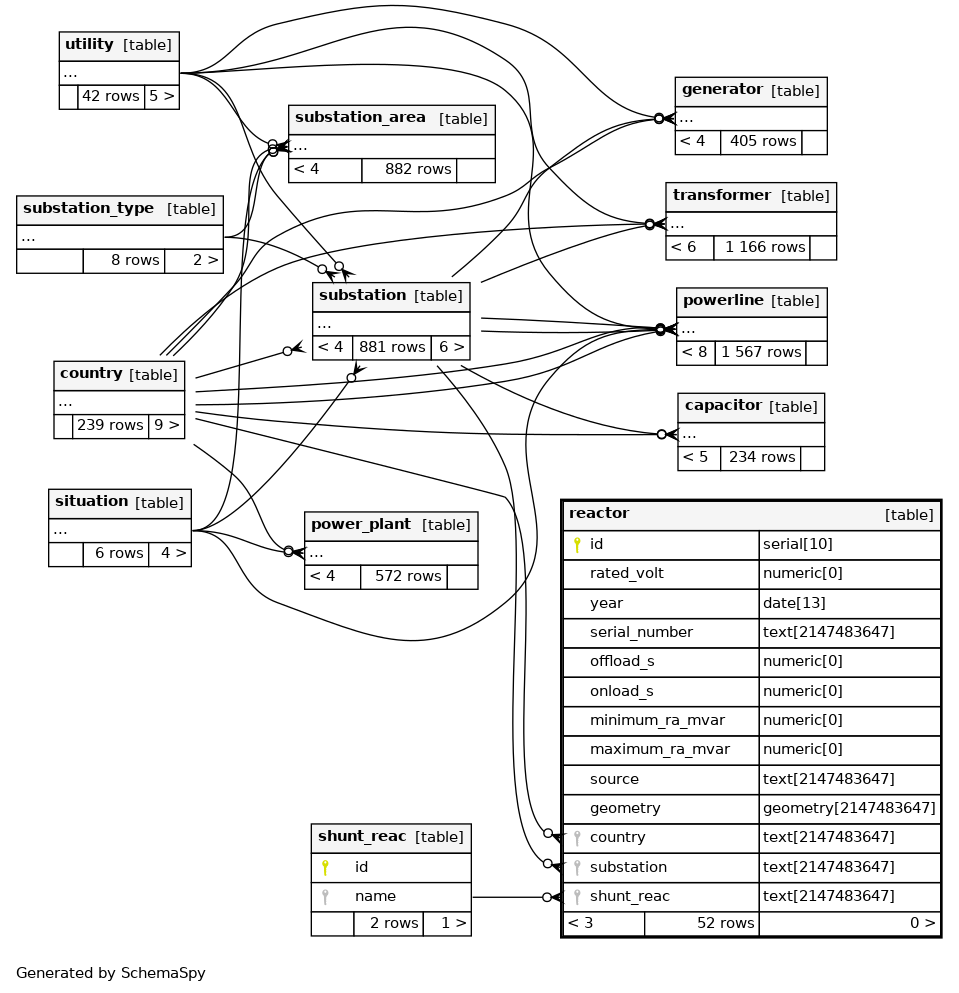 utility [table]
...
42 rows 5 >
substation_area [table]
...
< 4 882 rows
generator [table]
...
< 4 405 rows
substation_type [table]
...
8 rows 2 >
transformer [table]
...
< 6 1 166 rows
substation [table]
...
< 4 881 rows 6 >
powerline [table]
...
< 8 1 567 rows
country [table]
...
239 rows 9 >
capacitor [table]
...
< 5 234 rows
situation [table]
...
6 rows 4 >
power_plant [table]
...
< 4 572 rows
reactor [table]
id serial[10]
rated_volt numeric[0]
year date[13]
serial_number text[2147483647]
offload_s numeric[0]
onload_s numeric[0]
minimum_ra_mvar numeric[0]
maximum_ra_mvar numeric[0]
source text[2147483647]
geometry geometry[2147483647]
country text[2147483647]
substation text[2147483647]
shunt_reac text[2147483647]
< 3 52 rows 0 >
shunt_reac [table]
id
name
2 rows 1 >
Generated by SchemaSpy